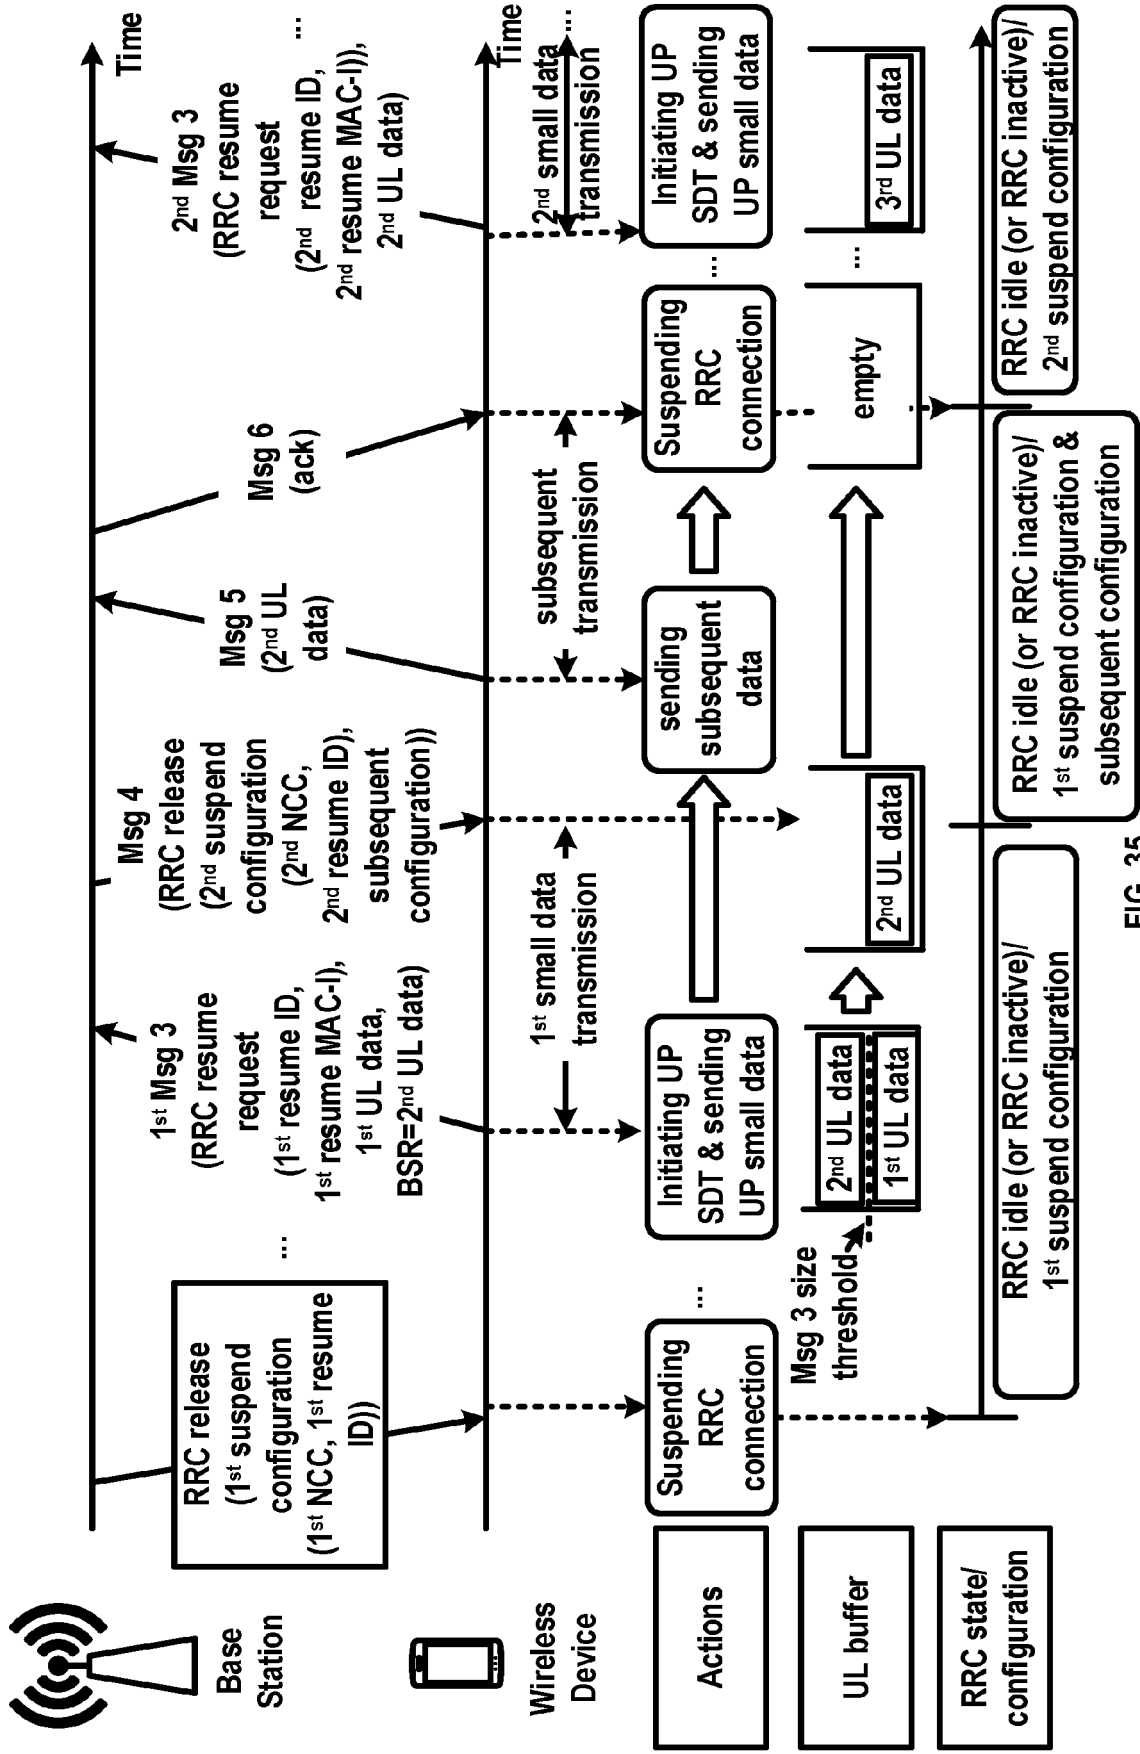 Base
Station
RRC release
(1st suspend
configuration
(1st NCC, 1st resume
ID))
...
1st Msg 3
(RRC resume
request
(1st resume ID,
1st resume MAC-I),
1st UL data,
BSR=2nd UL data)
Msg 4
(RRC release
(2nd suspend
configuration
(2nd NCC,
2nd resume ID),
subsequent
configuration))
Msg 5
(2nd UL
data)
Msg 6
(ack)
2nd Msg 3
(RRC resume
request
(2nd resume ID,
2nd resume MAC-I),
2nd UL data)
...
Time
Wireless
Device
1st small data
transmission
subsequent
transmission
2nd small data
transmission
...
Time
Actions
Suspending
RRC
connection
...
Initiating UP
SDT & sending
UP small data
sending
subsequent
data
Suspending
RRC
connection
...
Initiating UP
SDT & sending
UP small data
UL buffer
Msg 3 size
threshold
2nd UL data
1st UL data
2nd UL data
empty
...
3rd UL data
RRC state/
configuration
RRC idle (or RRC inactive)/
1st suspend configuration
RRC idle (or RRC inactive)/
1st suspend configuration &
subsequent configuration
RRC idle (or RRC inactive)/
2nd suspend configuration
FIG. 35